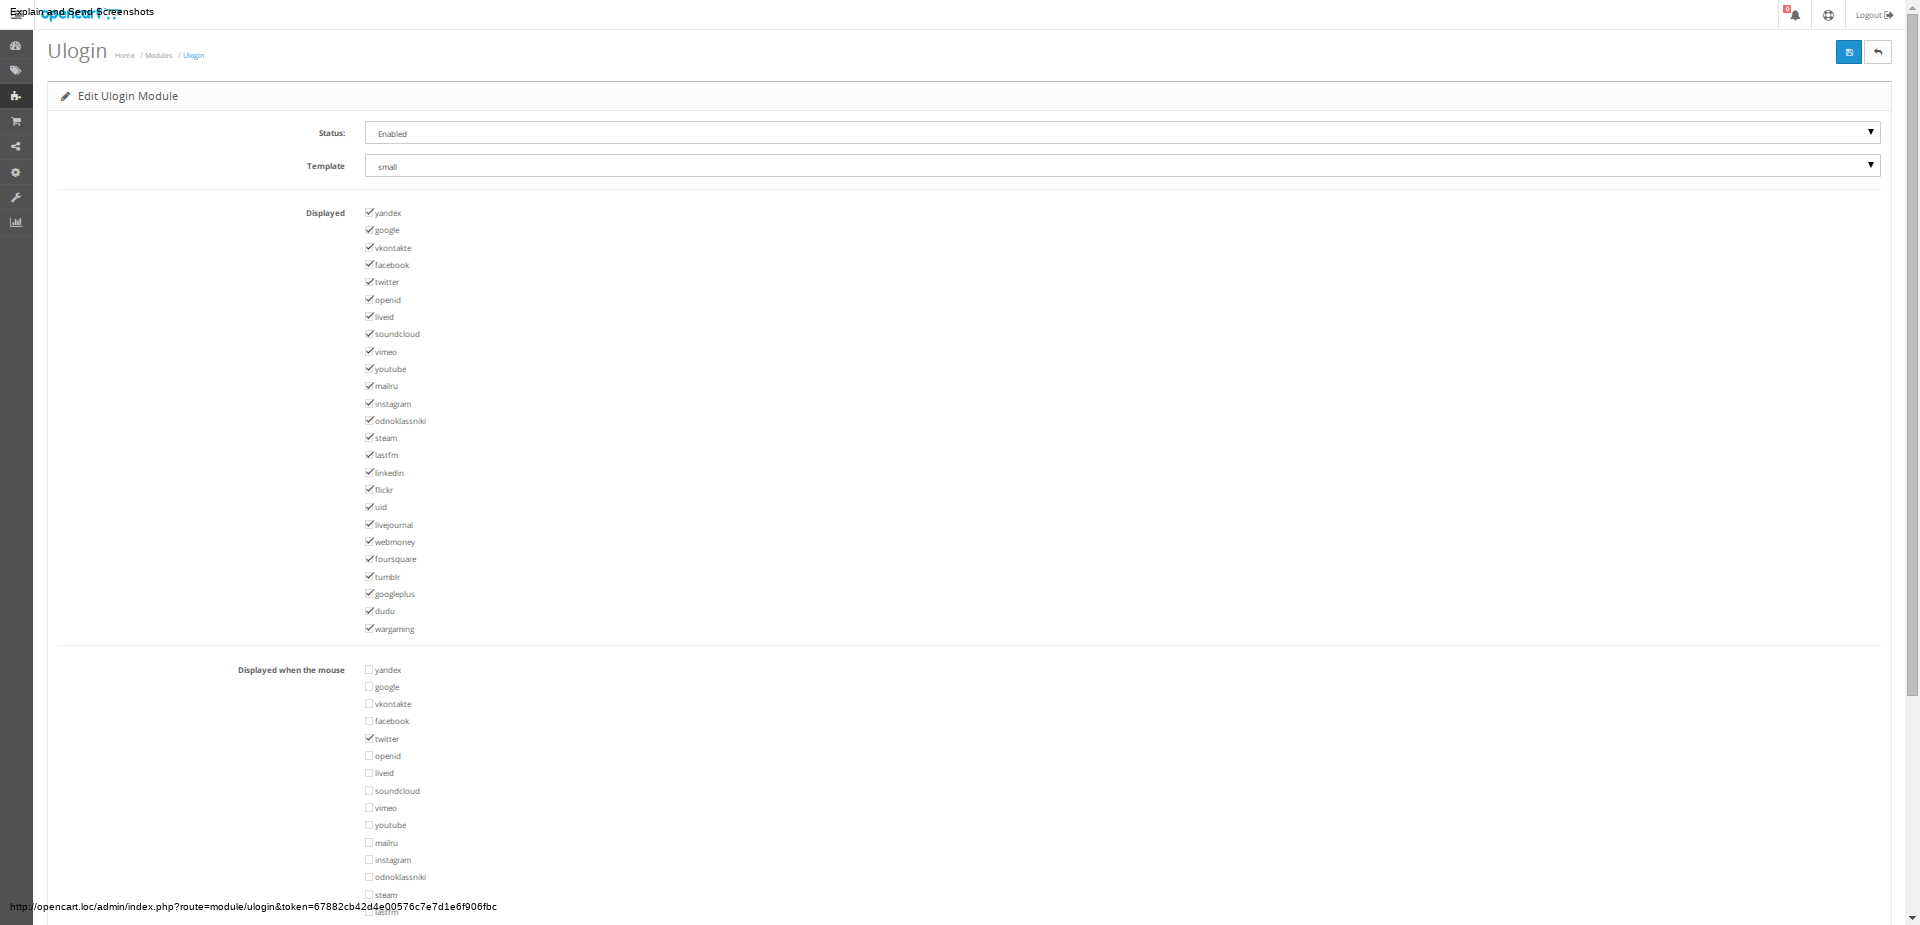 Explain and Send Screenshots
opencart
8
Logout
Ulogin
Home / Modules / Ulogin
Edit Ulogin Module
Status: Enabled
Template small
Displayed yandex
google
vkontakte
facebook
twitter
openid
liveid
soundcloud
vimeo
youtube
mailru
instagram
odnoklassniki
steam
lastfm
linkedin
flickr
uid
livejournal
webmoney
foursquare
tumblr
googleplus
dudu
wargaming
Displayed when the mouse yandex
google
vkontakte
facebook
twitter
openid
liveid
soundcloud
vimeo
youtube
mailru
instagram
odnoklassniki
steam
http://opencart.loc/admin/index.php?route=module/ulogin&token=67882cb42d4e00576c7e7d1e6f906fbc
lastfm